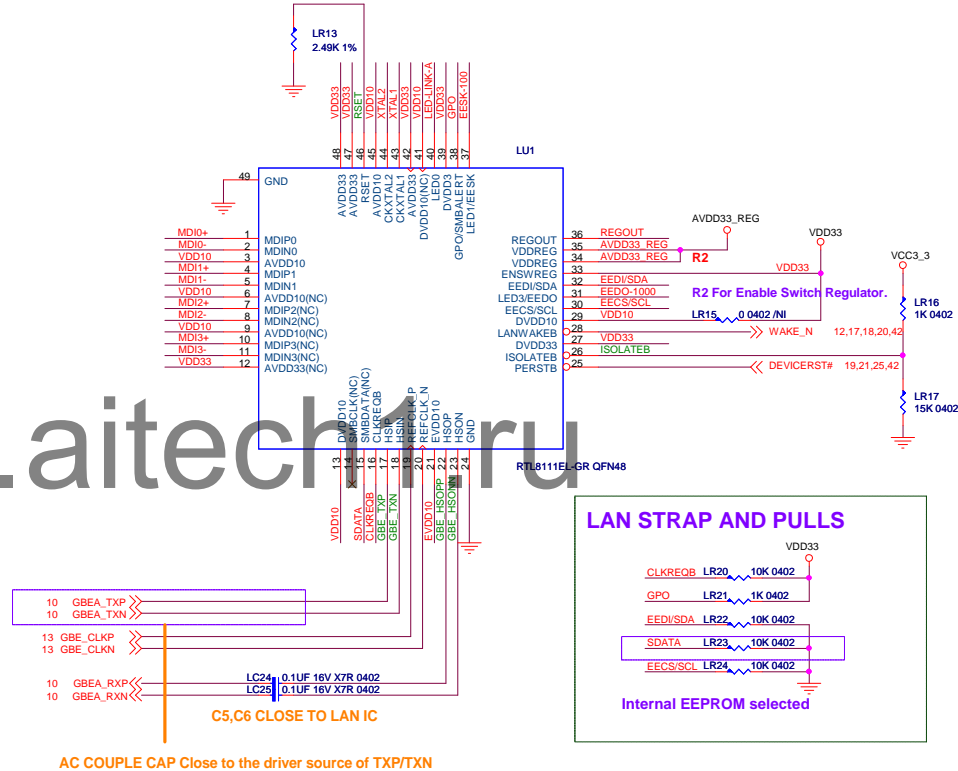 LR13
2.49K 1%
VDD33
VDD33
RSET
VDD10
XTAL2
XTAL1
VDD33
VDD10
LED-LINK-A
VDD33
GPO
EESK-100
48
47
46
45
44
43
42
41
40
39
38
37
LU1
49
GND
AVDD33
AVDD33
RSET
AVDD10
CKXTAL2
CKXTAL1
AVDD33
DVDD10(NC)
LED0
DVDD3
GPO/SMBALERT
LED1/EESK
MDI0+ 1 MDIP0
MDI0- 2 MDIN0
VDD10 3 AVDD10
MDI1+ 4 MDIP1
MDI1- 5 MDIN1
VDD10 6 AVDD10(NC)
MDI2+ 7 MDIP2(NC)
MDI2- 8 MDIN2(NC)
VDD10 9 AVDD10(NC)
MDI3+ 10 MDIP3(NC)
MDI3- 11 MDIN3(NC)
VDD33 12 AVDD33(NC)
REGOUT 36 REGOUT
VDDREG 35 AVDD33_REG
VDDREG 34 AVDD33_REG
ENSWREG 33 VDD33
EEDI/SDA 32 EEDI/SDA
LED3/EEDO 31 EEDO-1000
EECS/SCL 30 EECS/SCL
DVDD10 29 VDD10
LANWAKEB 28
DVDD33 27 VDD33
ISOLATEB 26 ISOLATEB
PERSTB 25
AVDD33_REG
VDD33
VCC3_3
R2
R2 For Enable Switch Regulator.
LR15 0 0402 /NI
WAKE_N 12,17,18,20,42
DEVICERST# 19,21,25,42
LR16
1K 0402
LR17
15K 0402
DVDD10
SMBCLK(NC)
SMBDATA(NC)
CLKREQB
HSIP
HSIN
REFCLK_P
REFCLK_N
EVDD10
HSOP
HSON
GND
13
14
15
16
17
18
19
20
21
22
23
24
.aitech1.ru
RTL8111EL-GR QFN48
VDD10
SDATA
CLKREQB
GBE_TXP
GBE_TXN
EVDD10
GBE_HSOPP
GBE_HSONN
10 GBEA_TXP
10 GBEA_TXN
13 GBE_CLKP
13 GBE_CLKN
10 GBEA_RXP
10 GBEA_RXN
LC24 0.1UF 16V X7R 0402
LC25 0.1UF 16V X7R 0402
C5,C6 CLOSE TO LAN IC
AC COUPLE CAP Close to the driver source of TXP/TXN
LAN STRAP AND PULLS
VDD33
CLKREQB LR20 10K 0402
GPO LR21 1K 0402
EEDI/SDA LR22 10K 0402
SDATA LR23 10K 0402
EECS/SCL LR24 10K 0402
Internal EEPROM selected